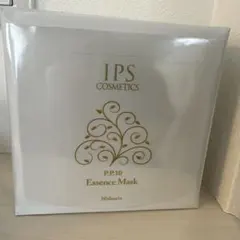 IPS
COSMETICS
P.P.10
Essence Mask